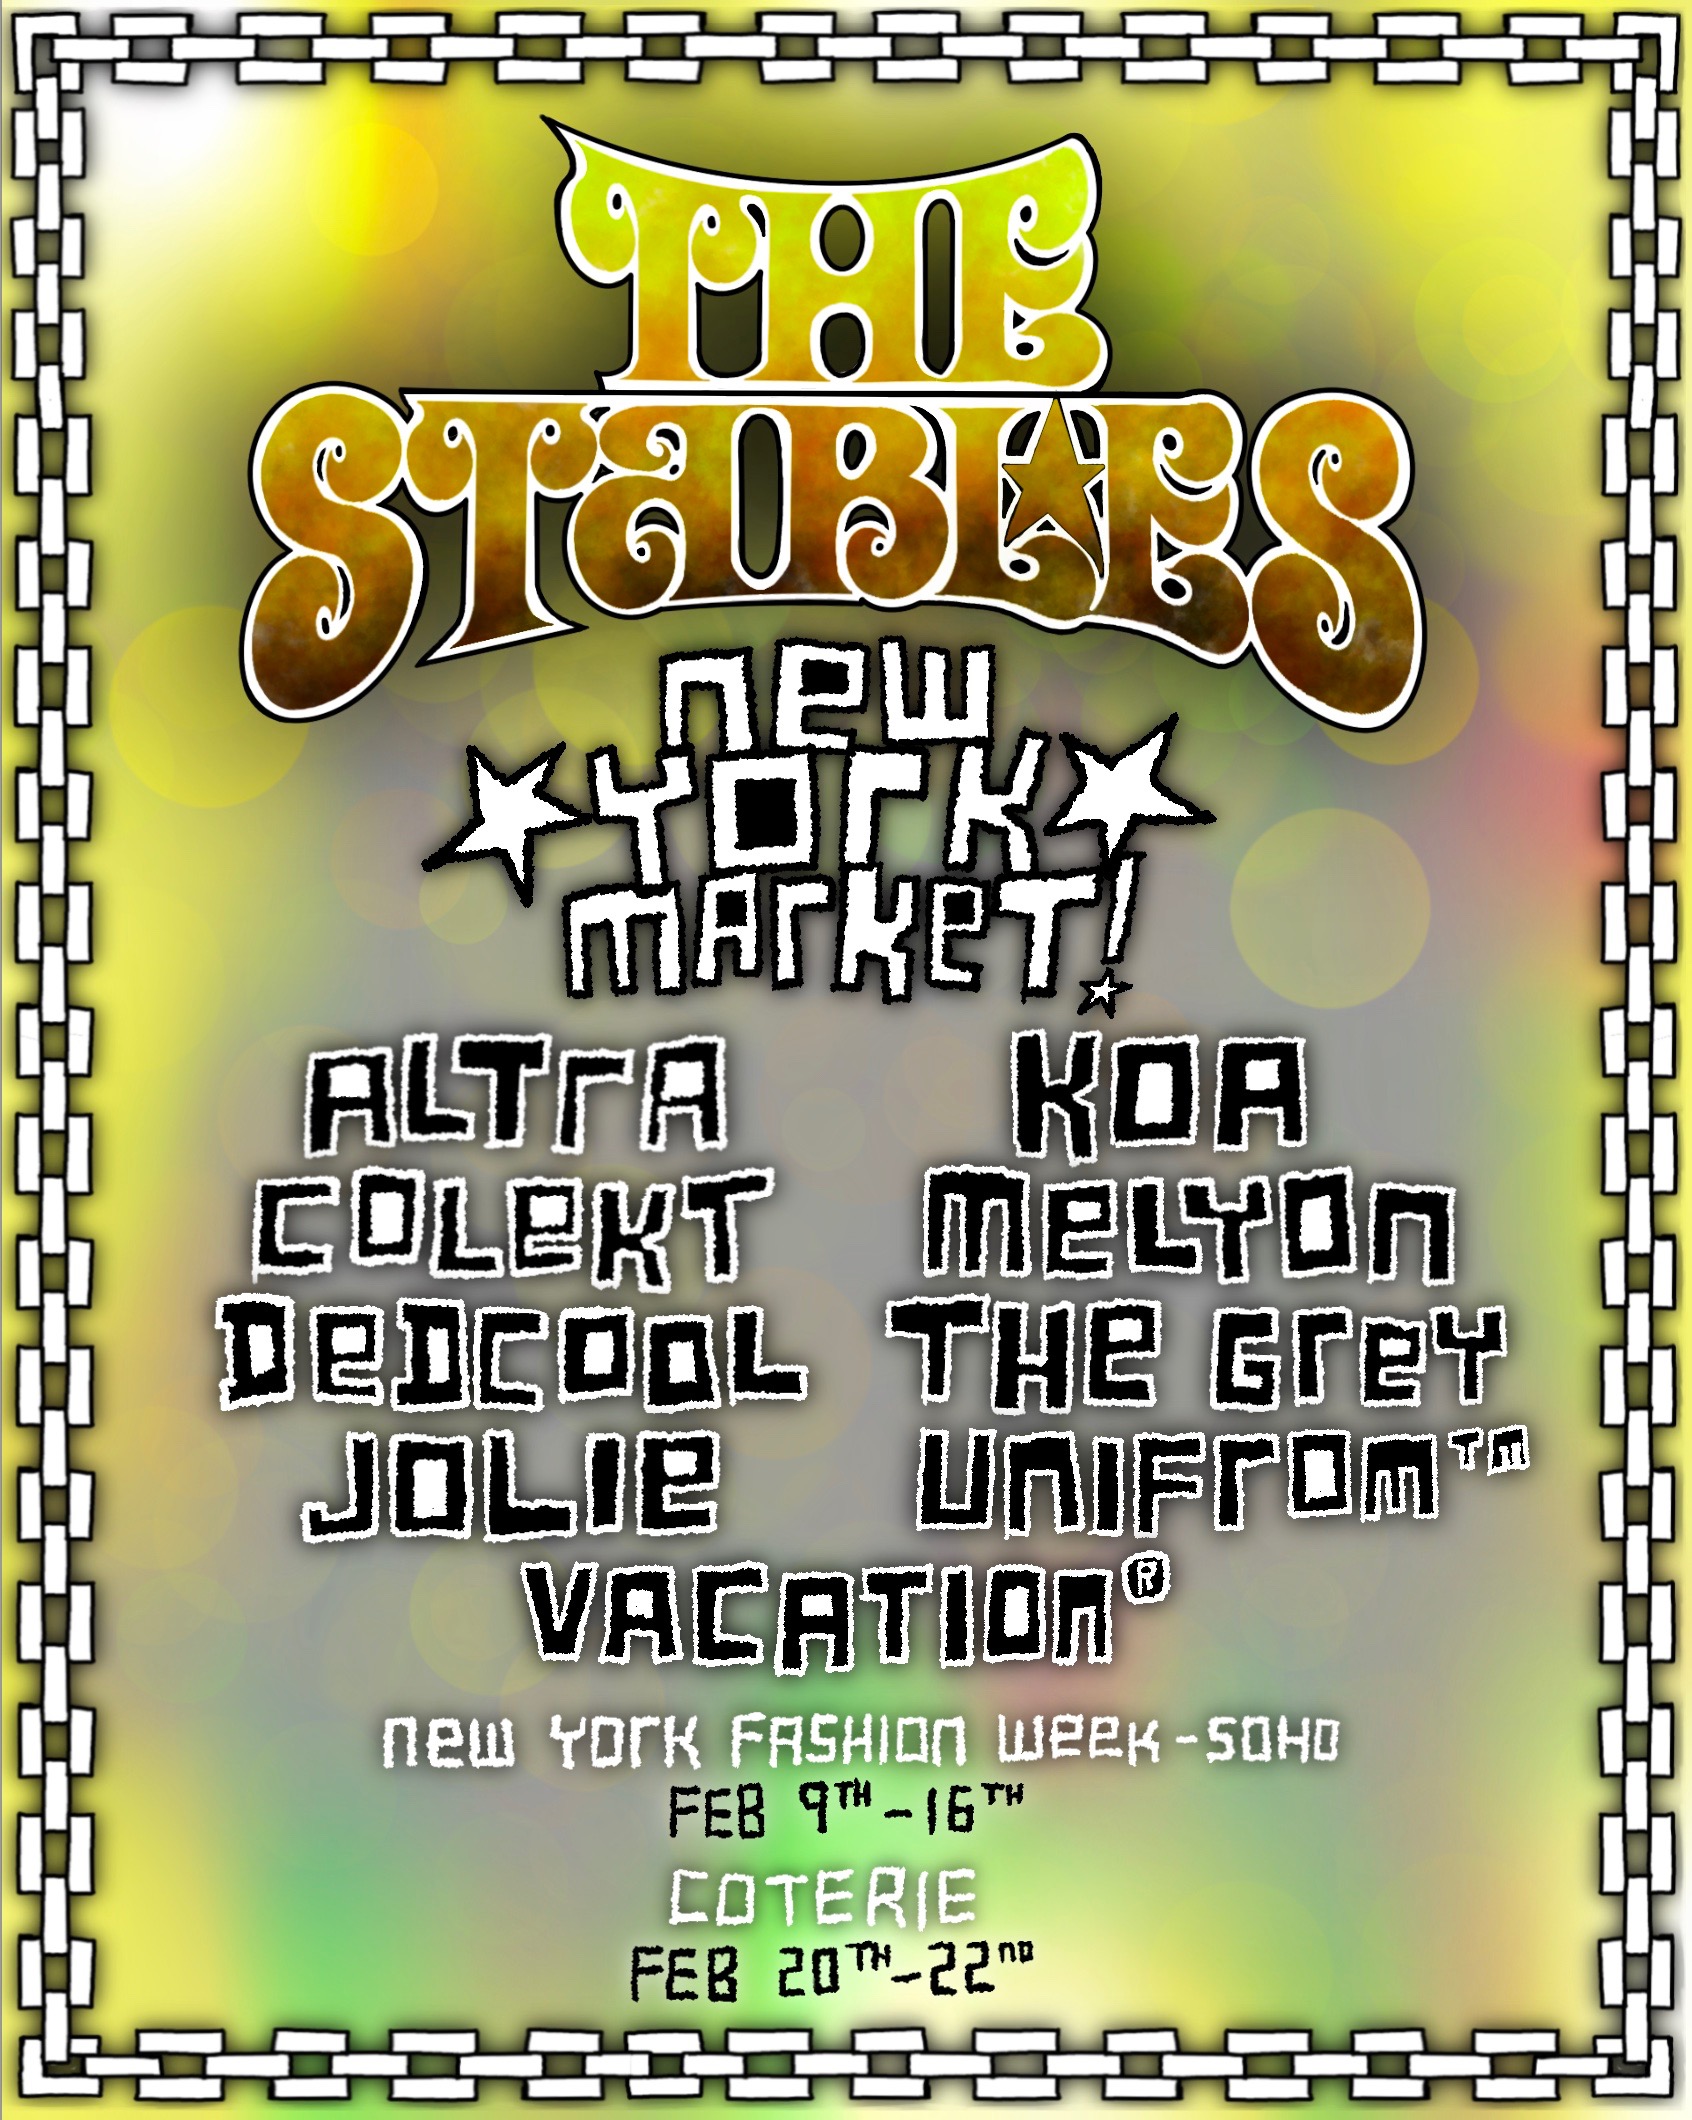 THE
STABLES
NEW
YORK
MARKET!
ALTRA
COLEKT
DEDCOOL
JOLIE
KOA
MELYON
THE GREY
UNIFROM™
VACATION®
NEW YORK FASHION WEEK-SOHO
FEB 9TH-16TH
COTERIE
FEB 20TH-22ND